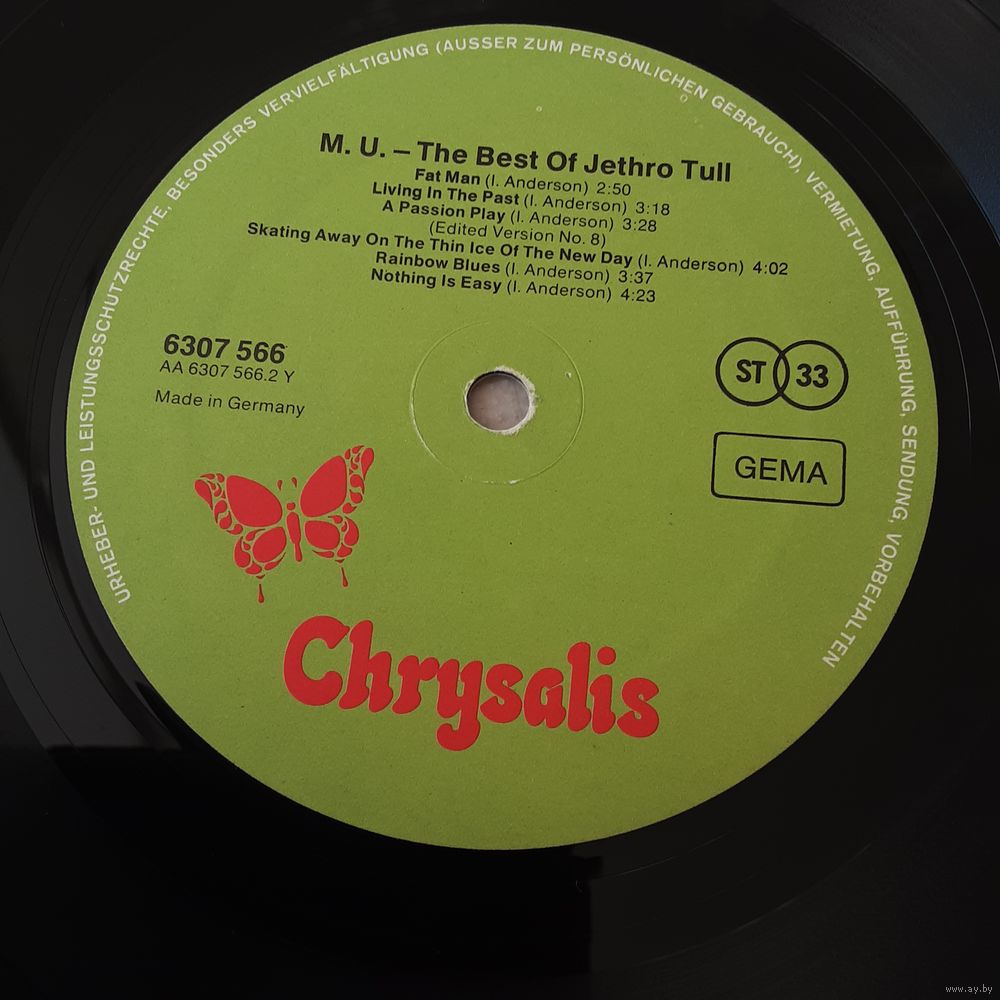 URHEBER- UND LEISTUNGSSCHUTZRECHTE, BESONDERS VERVIELFÄLTIGUNG (AUSSER ZUM PERSÖNLICHEN GEBRAUCH), VERMIETUNG, AUFFÜHRUNG, SENDUNG, VORBEHALTEN
M. U. – The Best Of Jethro Tull
Fat Man (I. Anderson) 2:50
Living In The Past (I. Anderson) 3:18
A Passion Play (I. Anderson) 3:28
(Edited Version No. 8)
Skating Away On The Thin Ice Of The New Day (I. Anderson) 4:02
Rainbow Blues (I. Anderson) 3:37
Nothing Is Easy (I. Anderson) 4:23
6307 566
AA 6307 566.2 Y
Made in Germany
ST 33
GEMA
Chrysalis
www.ay.by